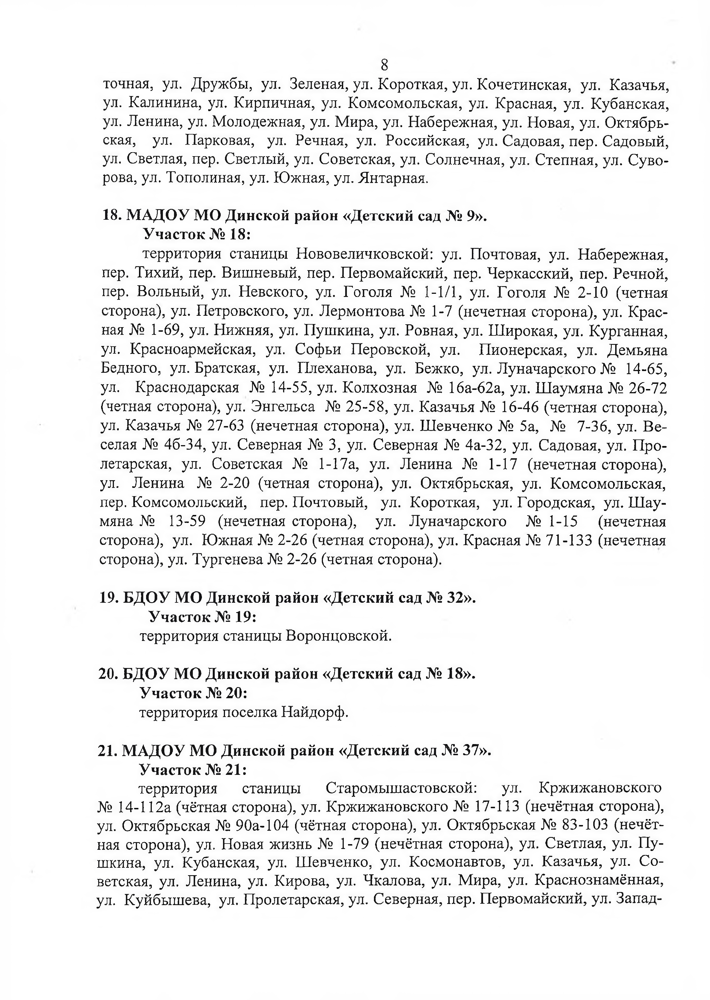 8
точная, ул. Дружбы, ул. Зеленая, ул. Короткая, ул. Кочетинская, ул. Казачья,
ул. Калинина, ул. Кирпичная, ул. Комсомольская, ул. Красная, ул. Кубанская,
ул. Ленина, ул. Молодежная, ул. Мира, ул. Набережная, ул. Новая, ул. Октябрь-
ская, ул. Парковая, ул. Речная, ул. Российская, ул. Садовая, пер. Садовый,
ул. Светлая, пер. Светлый, ул. Советская, ул. Солнечная, ул. Степная, ул. Суво-
рова, ул. Тополиная, ул. Южная, ул. Янтарная.
18. МАДОУ МО Динской район «Детский сад № 9».
Участок № 18:
территория станицы Нововеличковской: ул. Почтовая, ул. Набережная,
пер. Тихий, пер. Вишневый, пер. Первомайский, пер. Черкасский, пер. Речной,
пер. Вольный, ул. Невского, ул. Гоголя № 1-1/1, ул. Гоголя № 2-10 (четная
сторона), ул. Петровского, ул. Лермонтова № 1-7 (нечетная сторона), ул. Крас-
ная № 1-69, ул. Нижняя, ул. Пушкина, ул. Ровная, ул. Широкая, ул. Курганная,
ул. Красноармейская, ул. Софьи Перовской, ул. Пионерская, ул. Демьяна
Бедного, ул. Братская, ул. Плеханова, ул. Бежко, ул. Луначарского № 14-65,
ул. Краснодарская № 14-55, ул. Колхозная № 16а-62а, ул. Шаумяна № 26-72
(четная сторона), ул. Энгельса № 25-58, ул. Казачья № 16-46 (четная сторона),
ул. Казачья № 27-63 (нечетная сторона), ул. Шевченко № 5а, № 7-36, ул. Ве-
селая № 4б-34, ул. Северная № 3, ул. Северная № 4а-32, ул. Садовая, ул. Про-
летарская, ул. Советская № 1-17а, ул. Ленина № 1-17 (нечетная сторона),
ул. Ленина № 2-20 (четная сторона), ул. Октябрьская, ул. Комсомольская,
пер. Комсомольский, пер. Почтовый, ул. Короткая, ул. Городская, ул. Шау-
мяна № 13-59 (нечетная сторона), ул. Луначарского № 1-15 (нечетная
сторона), ул. Южная № 2-26 (четная сторона), ул. Красная № 71-133 (нечетная
сторона), ул. Тургенева № 2-26 (четная сторона).
19. БДОУ МО Динской район «Детский сад № 32».
Участок № 19:
территория станицы Воронцовской.
20. БДОУ МО Динской район «Детский сад № 18».
Участок № 20:
территория поселка Найдорф.
21. МАДОУ МО Динской район «Детский сад № 37».
Участок № 21:
территория станицы Старомышастовской: ул. Кржижановского
№ 14-112а (чётная сторона), ул. Кржижановского № 17-113 (нечётная сторона),
ул. Октябрьская № 90а-104 (чётная сторона), ул. Октябрьская № 83-103 (нечёт-
ная сторона), ул. Новая жизнь № 1-79 (нечётная сторона), ул. Светлая, ул. Пу-
шкина, ул. Кубанская, ул. Шевченко, ул. Космонавтов, ул. Казачья, ул. Со-
ветская, ул. Ленина, ул. Кирова, ул. Чкалова, ул. Мира, ул. Краснознамённая,
ул. Куйбышева, ул. Пролетарская, ул. Северная, пер. Первомайский, ул. Запад-